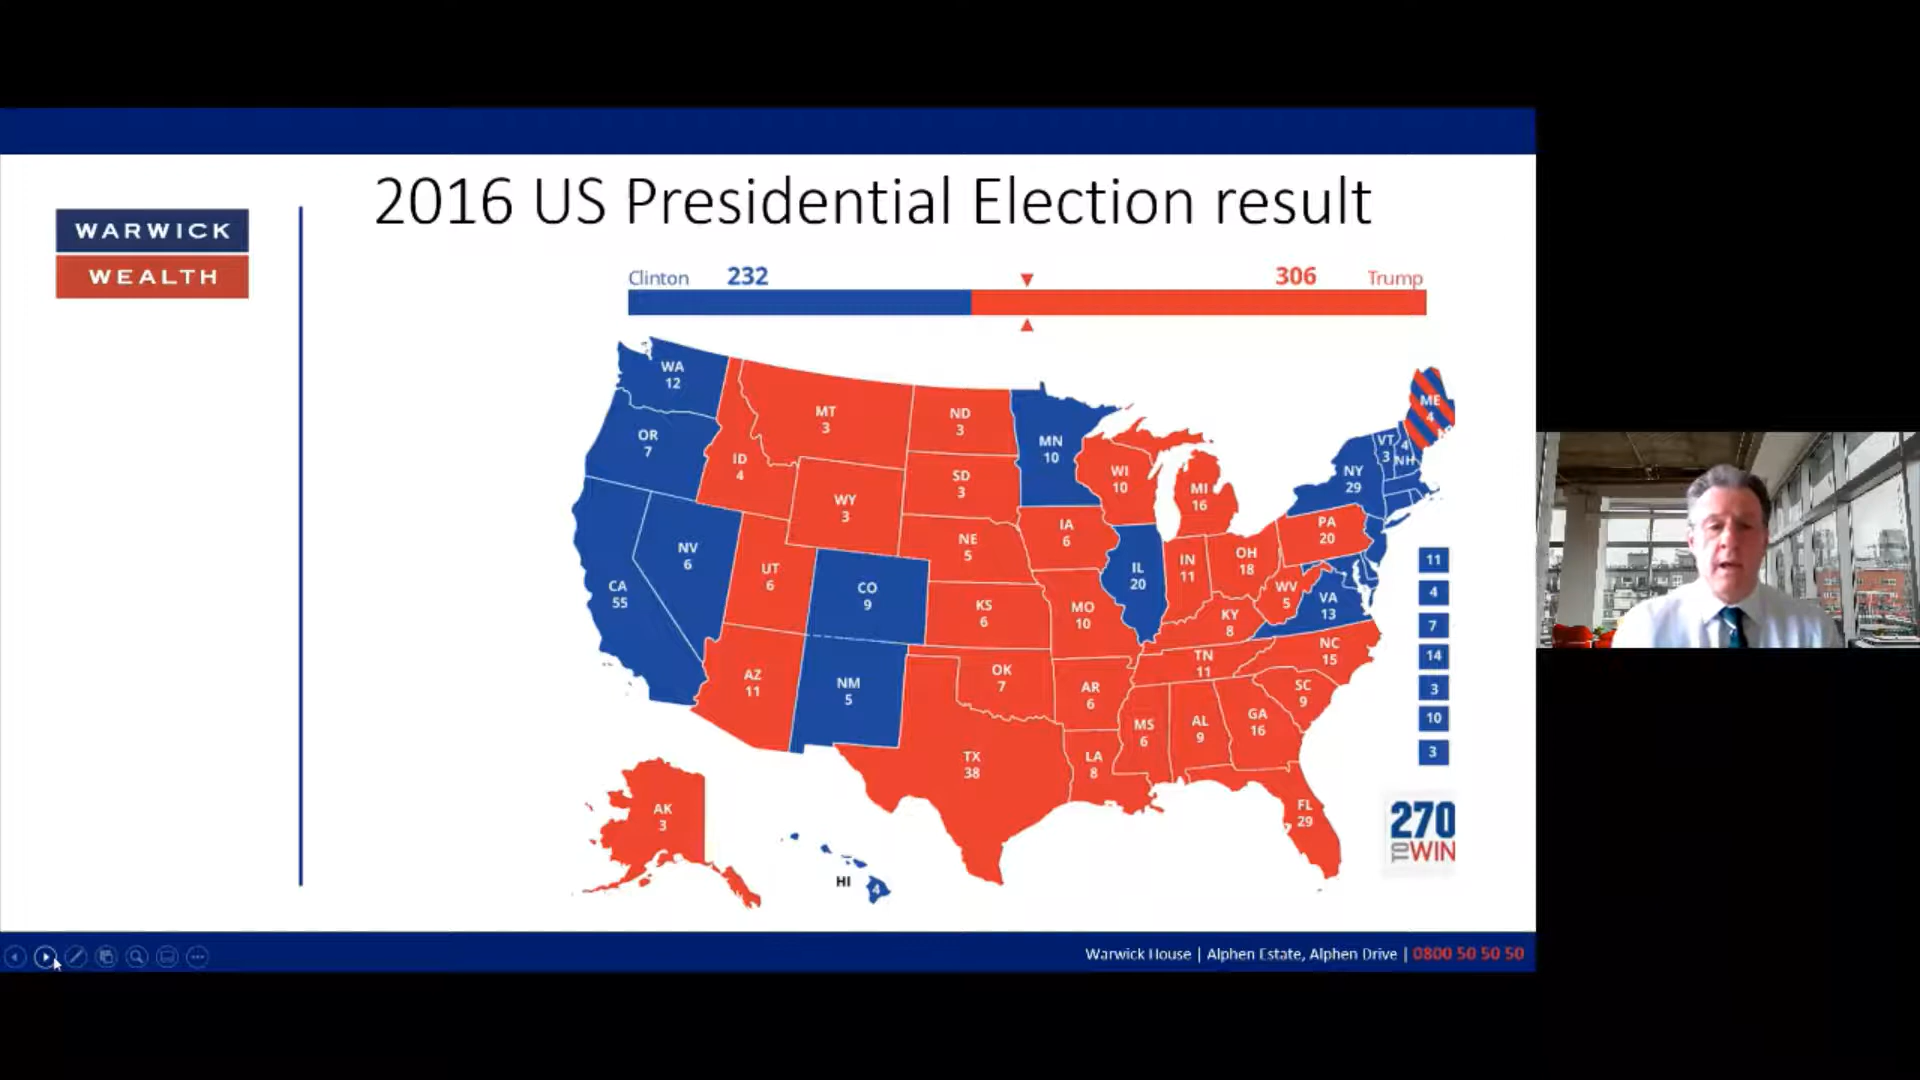 WARWICK
WEALTH
2016 US Presidential Election result
Clinton 232 306 Trump
WA
12
OR
7
CA
55
NV
6
ID
4
MT
3
WY
3
UT
6
AZ
11
CO
9
NM
5
ND
3
SD
3
NE
5
KS
6
OK
7
TX
38
MN
10
IA
6
MO
10
AR
6
LA
8
WI
10
IL
20
MI
16
IN
11
OH
18
KY
8
TN
11
MS
6
AL
9
GA
16
FL
29
SC
9
NC
15
VA
13
WV
5
PA
20
NY
29
VT
3
4
NH
ME
4
AK
3
HI
4
11
4
7
14
3
10
3
270
TO WIN
Warwick House | Alphen Estate, Alphen Drive | 0800 50 50 50